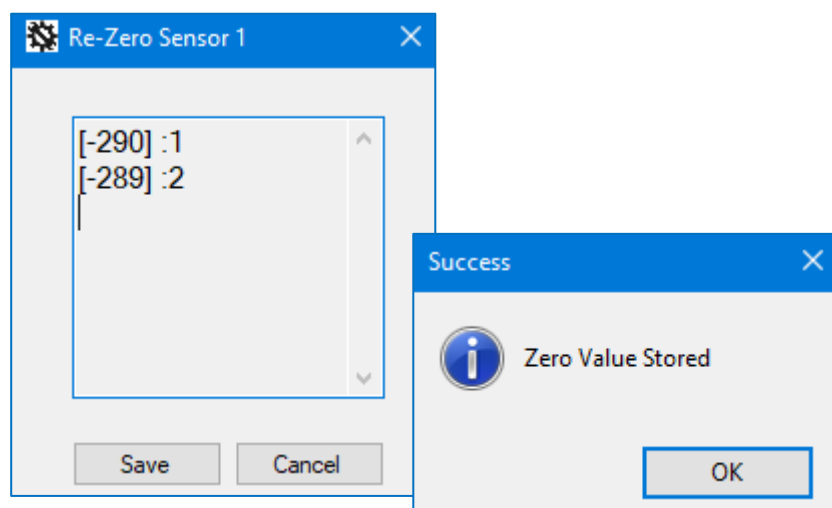 Re-Zero Sensor 1
[-290] :1
[-289] :2
Save
Cancel
Success
Zero Value Stored
OK